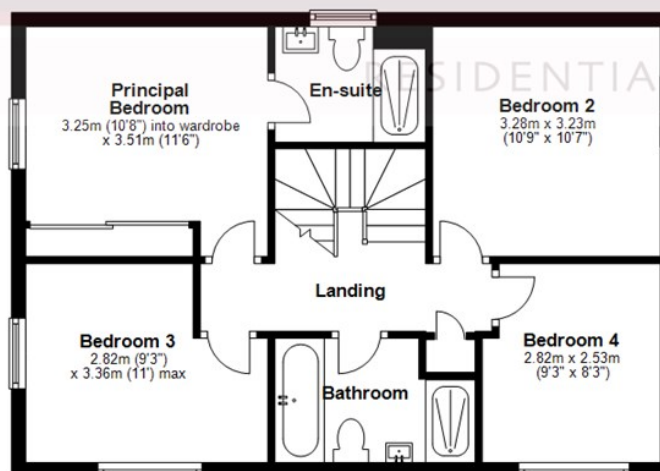 RESIDENTIA
Principal
Bedroom
3.25m (10'8") into wardrobe
x 3.51m (11'6")
En-suite
Bedroom 2
3.28m x 3.23m
(10'9" x 10'7")
Landing
Bedroom 3
2.82m (9'3")
x 3.36m (11') max
Bathroom
Bedroom 4
2.82m x 2.53m
(9'3" x 8'3")